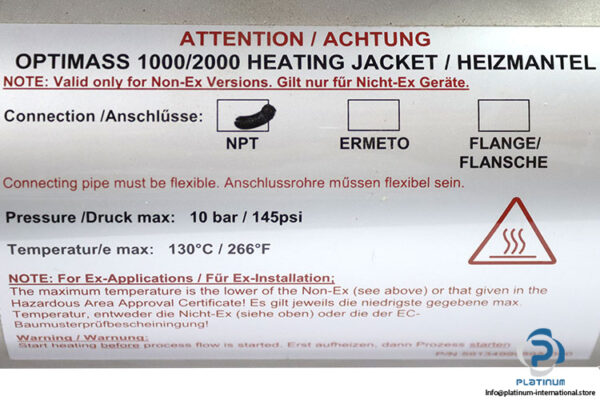 ATTENTION / ACHTUNG
OPTIMASS 1000/2000 HEATING JACKET / HEIZMANTEL
NOTE: Valid only for Non-Ex Versions. Gilt nur für Nicht-Ex Geräte.
Connection /Anschlűsse:
NPT ERMETO FLANGE/
FLANSCHE
Connecting pipe must be flexible. Anschlussrohre műssen flexibel sein.
Pressure /Druck max: 10 bar / 145psi
Temperatur/e max: 130°C / 266°F
NOTE: For Ex-Applications / Fűr Ex-Installation;
The maximum temperature is the lower of the Non-Ex (see above) or that given in the
Hazardous Area Approval Certificate! Es gilt jeweils die niedrigste gegebene max.
Temperatur, entweder die Nicht-Ex (siehe oben) oder die der EC-
Baumusterprűfbescheiningung!
Warning / Warnung:
Start heating before process flow is started. Erst aufheizen, dann Prozess starten
P/N
PLATINUM
Info@platinum-international.store